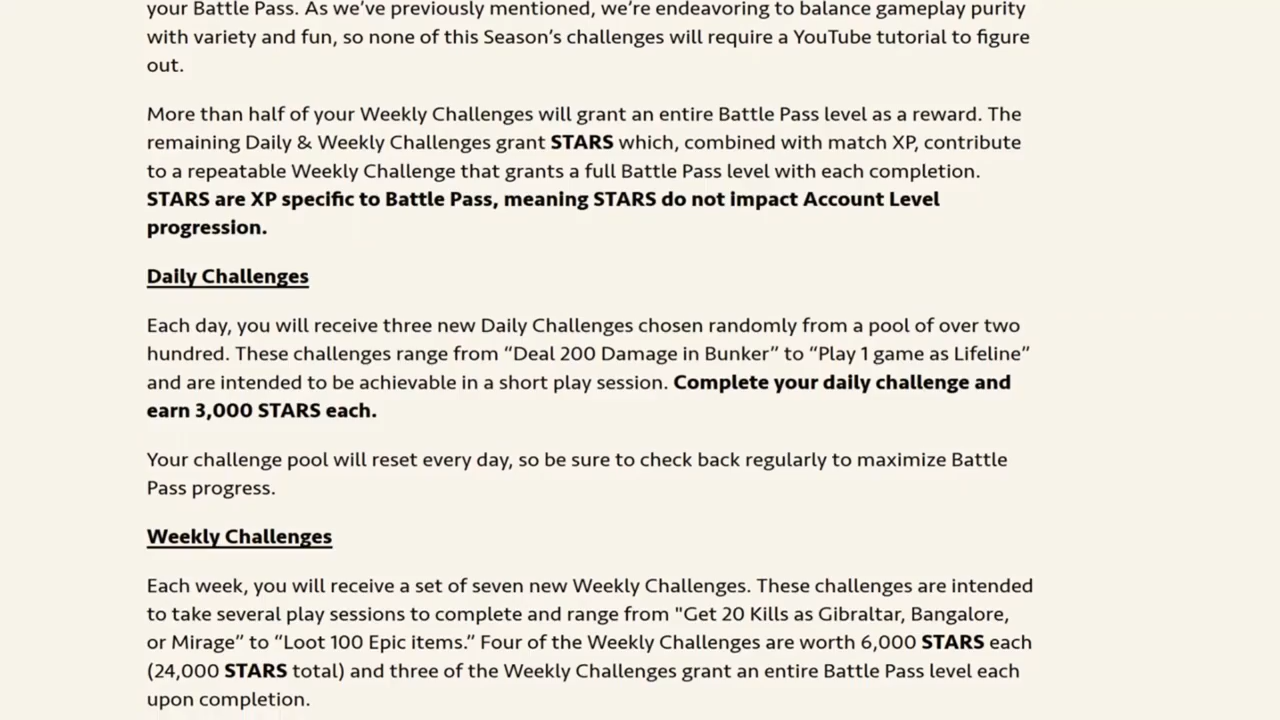 your Battle Pass. As we’ve previously mentioned, we’re endeavoring to balance gameplay purity
with variety and fun, so none of this Season’s challenges will require a YouTube tutorial to figure
out.
More than half of your Weekly Challenges will grant an entire Battle Pass level as a reward. The
remaining Daily & Weekly Challenges grant STARS which, combined with match XP, contribute
to a repeatable Weekly Challenge that grants a full Battle Pass level with each completion.
STARS are XP specific to Battle Pass, meaning STARS do not impact Account Level
progression.
Daily Challenges
Each day, you will receive three new Daily Challenges chosen randomly from a pool of over two
hundred. These challenges range from “Deal 200 Damage in Bunker” to “Play 1 game as Lifeline”
and are intended to be achievable in a short play session. Complete your daily challenge and
earn 3,000 STARS each.
Your challenge pool will reset every day, so be sure to check back regularly to maximize Battle
Pass progress.
Weekly Challenges
Each week, you will receive a set of seven new Weekly Challenges. These challenges are intended
to take several play sessions to complete and range from "Get 20 Kills as Gibraltar, Bangalore,
or Mirage” to “Loot 100 Epic items.” Four of the Weekly Challenges are worth 6,000 STARS each
(24,000 STARS total) and three of the Weekly Challenges grant an entire Battle Pass level each
upon completion.